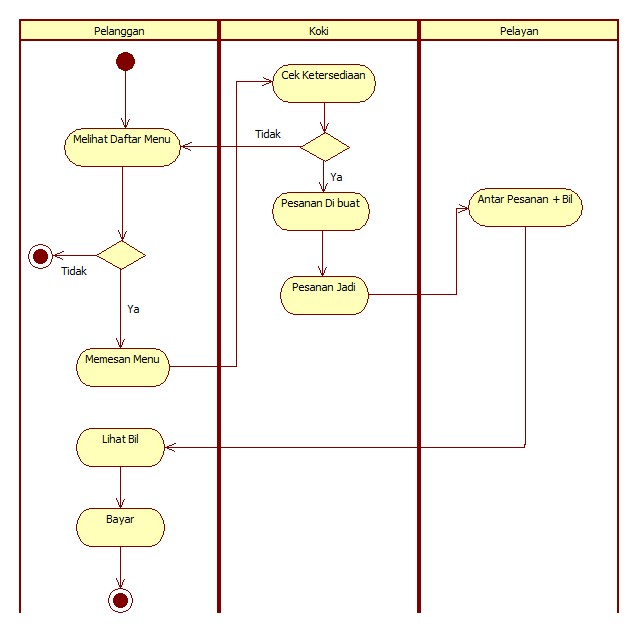 Pelanggan
Koki
Pelayan
Cek Ketersediaan
Tidak
Melihat Daftar Menu
Ya
Pesanan Di buat
Antar Pesanan + Bil
Tidak
Pesanan Jadi
Ya
Memesan Menu
Lihat Bil
Bayar